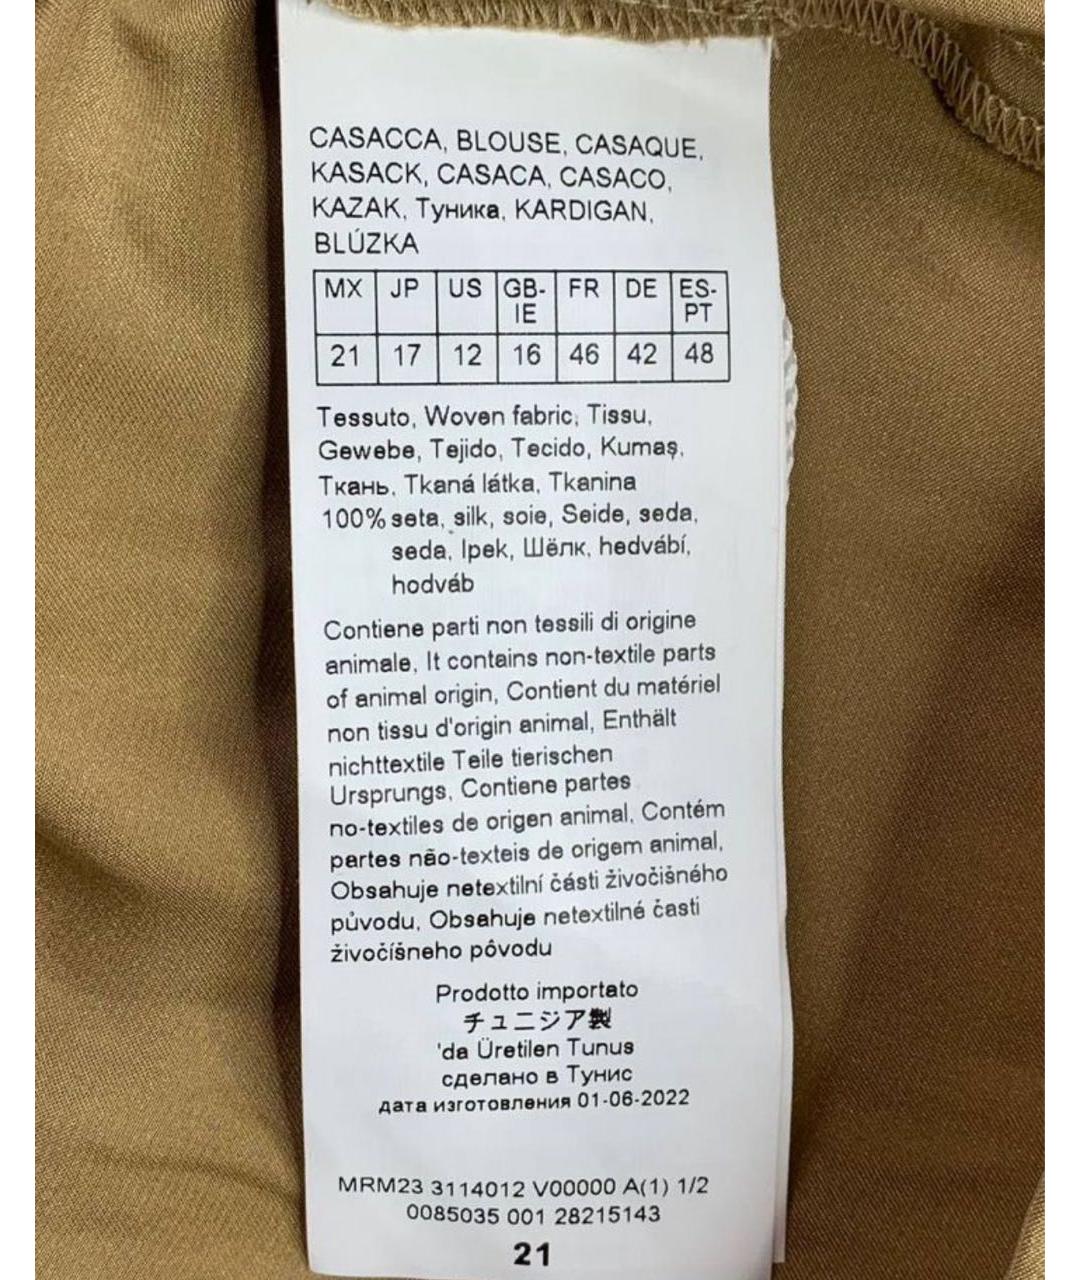 CASACCA, BLOUSE, CASAQUE,
KASACK, CASACA, CASACO,
KAZAK, Туника, KARDIGAN,
BLÚZKA
MX JP US GB-IE FR DE ES-PT
21 17 12 16 46 42 48
Tessuto, Woven fabric, Tissu,
Gewebe, Tejido, Tecido, Kumaş,
Ткань, Tkaná látka, Tkanina
100% seta, silk, soie, Seide, seda,
seda, Ipek, Шёлк, hedvábí,
hodváb
Contiene parti non tessili di origine
animale, It contains non-textile parts
of animal origin, Contient du matériel
non tissu d'origin animal, Enthält
nichttextile Teile tierischen
Ursprungs, Contiene partes
no-textiles de origen animal, Contém
partes não-texteis de origem animal,
Obsahuje netextilní části živočišného
původu, Obsahuje netextilné časti
živočíšneho pôvodu
Prodotto importato
チュニジア製
'da Üretilen Tunus
сделано в Тунис
дата изготовления 01-06-2022
MRM23 3114012 V00000 A(1) 1/2
0085035 001 28215143
21